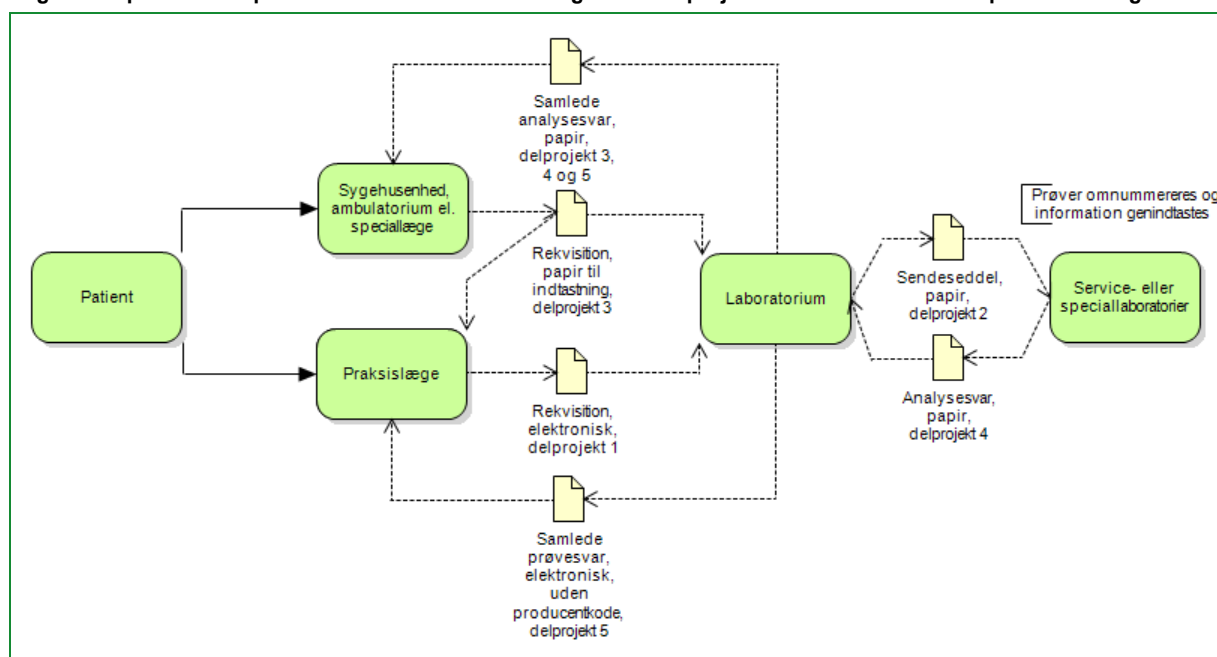 Samlede
analysesvar,
papir,
delprojekt 3,
4 og 5
Sygehusenhed,
ambulatorium el.
speciallæge
Prøver omnummereres og
information genindtastes
Rekvisition,
papir til
indtastning,
delprojekt 3
Patient
Laboratorium
Sendeseddel,
papir,
delprojekt 2
Service- eller
speciallaboratorier
Praksislæge
Rekvisition,
elektronisk,
delprojekt 1
Analysesvar,
papir,
delprojekt 4
Samlede
prøvesvar,
elektronisk,
uden
producentkode,
delprojekt 5